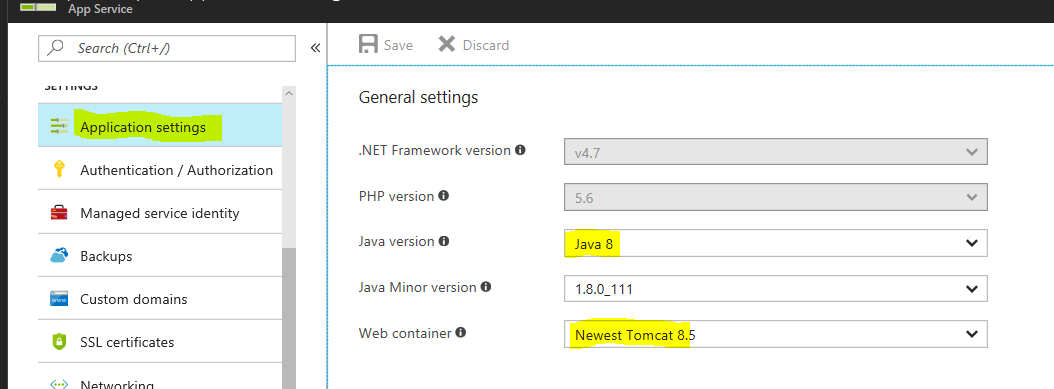 App Service
Search (Ctrl+/)
«
Save
Discard
SETTINGS
Application settings
Authentication / Authorization
Managed service identity
Backups
Custom domains
SSL certificates
Networking
General settings
.NET Framework version
v4.7
PHP version
5.6
Java version
Java 8
Java Minor version
1.8.0_111
Web container
Newest Tomcat 8.5